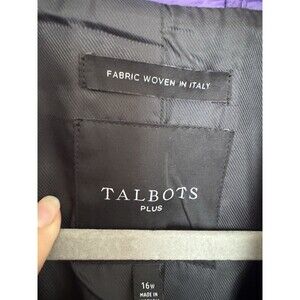 FABRIC WOVEN IN ITALY
TALBOTS
PLUS
16W
MADE IN